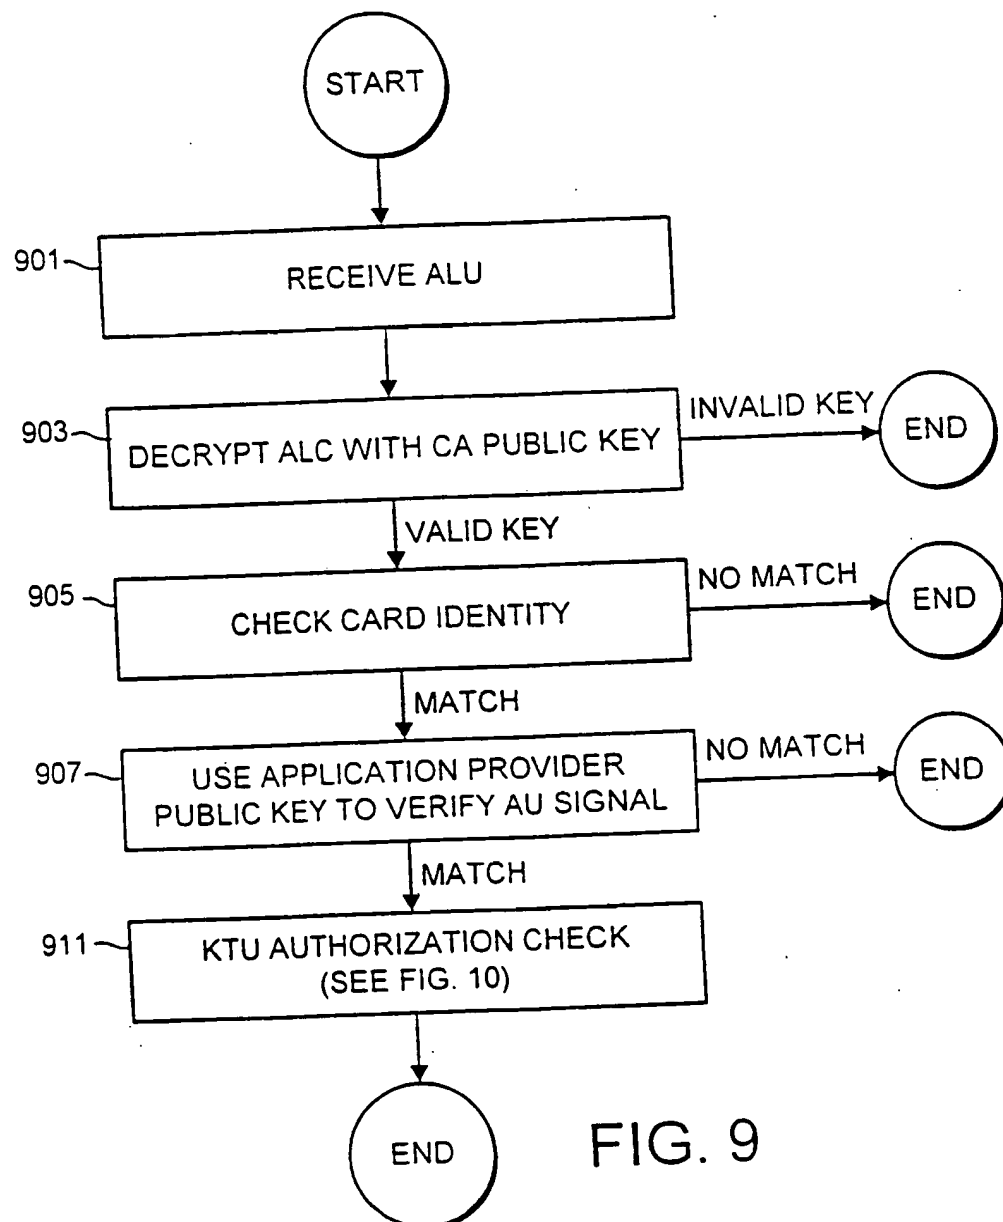 START
901
RECEIVE ALU
903
DECRYPT ALC WITH CA PUBLIC KEY
INVALID KEY
END
VALID KEY
905
CHECK CARD IDENTITY
NO MATCH
END
MATCH
907
USE APPLICATION PROVIDER
PUBLIC KEY TO VERIFY AU SIGNAL
NO MATCH
END
MATCH
911
KTU AUTHORIZATION CHECK
(SEE FIG. 10)
END
FIG. 9